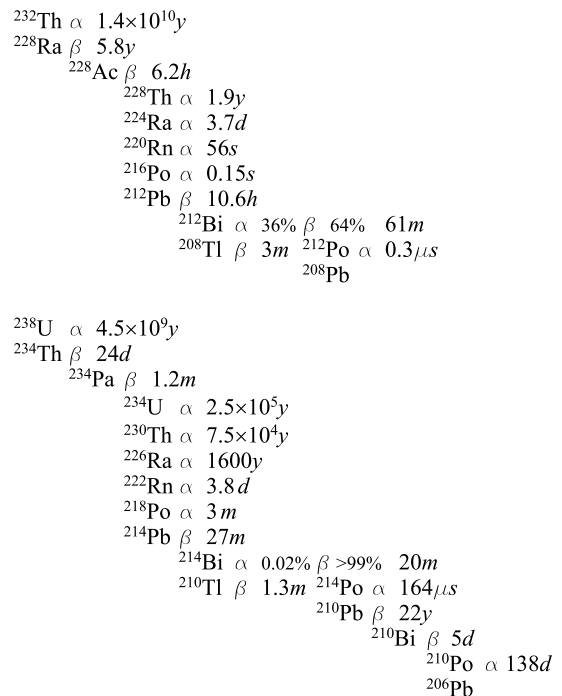 ²³²Th α 1.4×10¹⁰y
²²⁸Ra β 5.8y
²²⁸Ac β 6.2h
²²⁸Th α 1.9y
²²⁴Ra α 3.7d
²²⁰Rn α 56s
²¹⁶Po α 0.15s
²¹²Pb β 10.6h
²¹²Bi α 36% β 64% 61m
²⁰⁸Tl β 3m ²¹²Po α 0.3μs
²⁰⁸Pb
²³⁸U α 4.5×10⁹y
²³⁴Th β 24d
²³⁴Pa β 1.2m
²³⁴U α 2.5×10⁵y
²³⁰Th α 7.5×10⁴y
²²⁶Ra α 1600y
²²²Rn α 3.8d
²¹⁸Po α 3m
²¹⁴Pb β 27m
²¹⁴Bi α 0.02% β >99% 20m
²¹⁰Tl β 1.3m ²¹⁴Po α 164μs
²¹⁰Pb β 22y
²¹⁰Bi β 5d
²¹⁰Po α 138d
²⁰⁶Pb